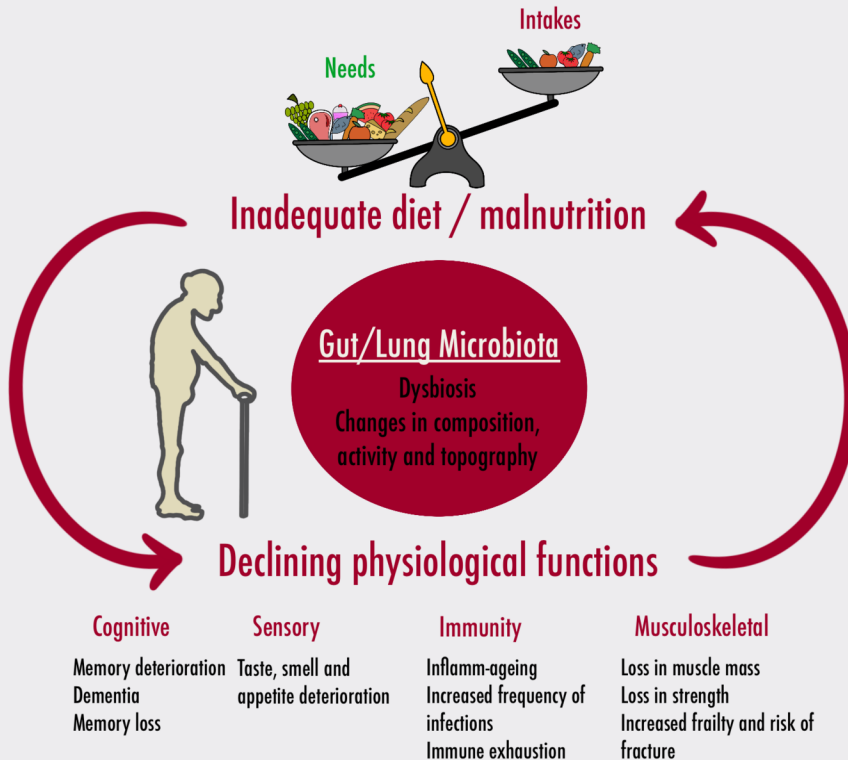 Intakes
Needs
Inadequate diet / malnutrition
Gut/Lung Microbiota
Dysbiosis
Changes in composition,
activity and topography
Declining physiological functions
Cognitive
Memory deterioration
Dementia
Memory loss
Sensory
Taste, smell and
appetite deterioration
Immunity
Inflamm-ageing
Increased frequency of
infections
Immune exhaustion
Musculoskeletal
Loss in muscle mass
Loss in strength
Increased frailty and risk of
fracture